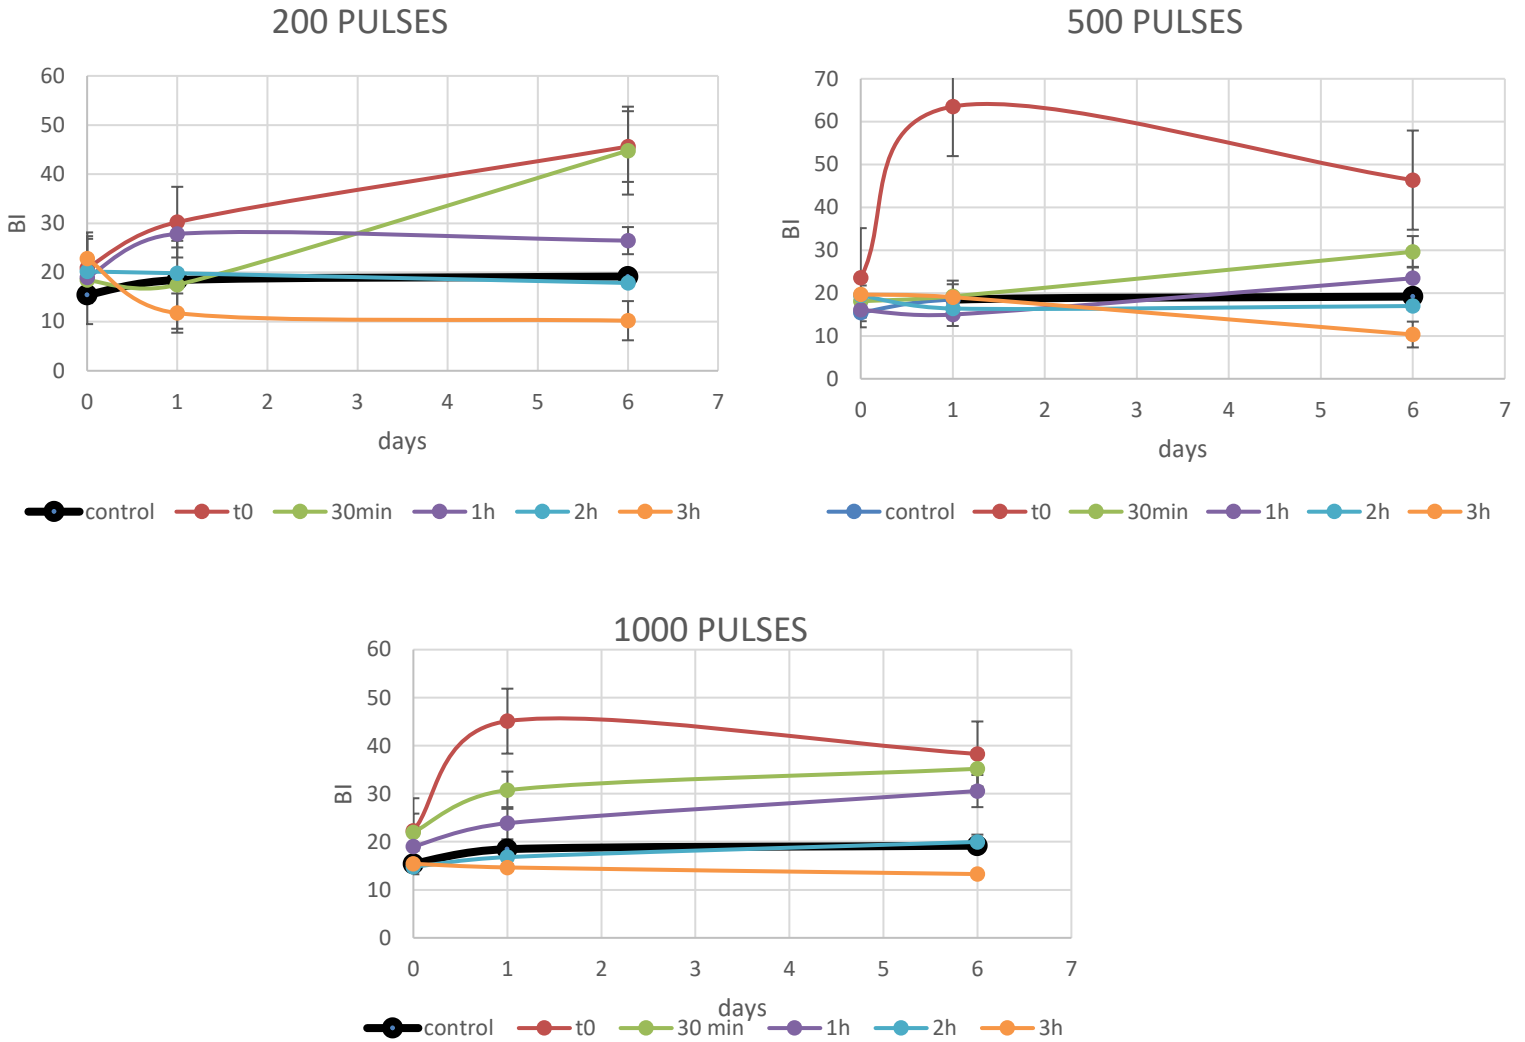 200 PULSES
60
50
40
30
20
10
0
BI
0 1 2 3 4 5 6 7
days
control t0 30min 1h 2h 3h
500 PULSES
70
60
50
40
30
20
10
0
BI
0 1 2 3 4 5 6 7
days
control t0 30min 1h 2h 3h
1000 PULSES
60
50
40
30
20
10
0
BI
0 1 2 3 4 5 6 7
days
control t0 30 min 1h 2h 3h